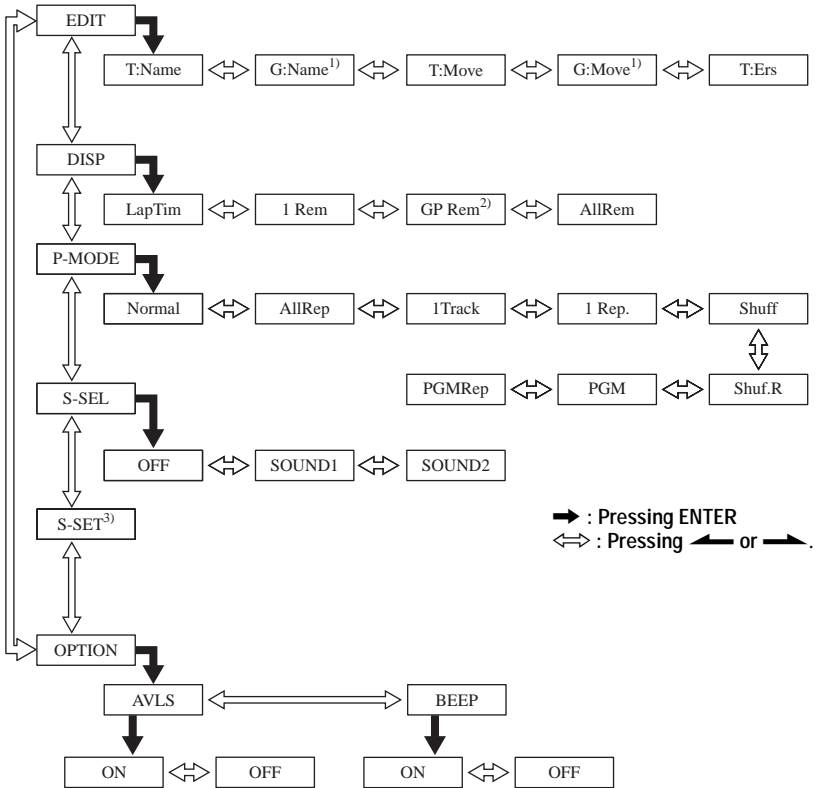 EDIT
T:Name G:Name1) T:Move G:Move1) T:Ers
DISP
LapTim 1 Rem GP Rem2) AllRem
P-MODE
Normal AllRep 1Track 1 Rep. Shuff
PGMRep PGM Shuf.R
S-SEL
OFF SOUND1 SOUND2
S-SET3)
: Pressing ENTER
: Pressing or .
OPTION
AVLS BEEP
ON OFF ON OFF